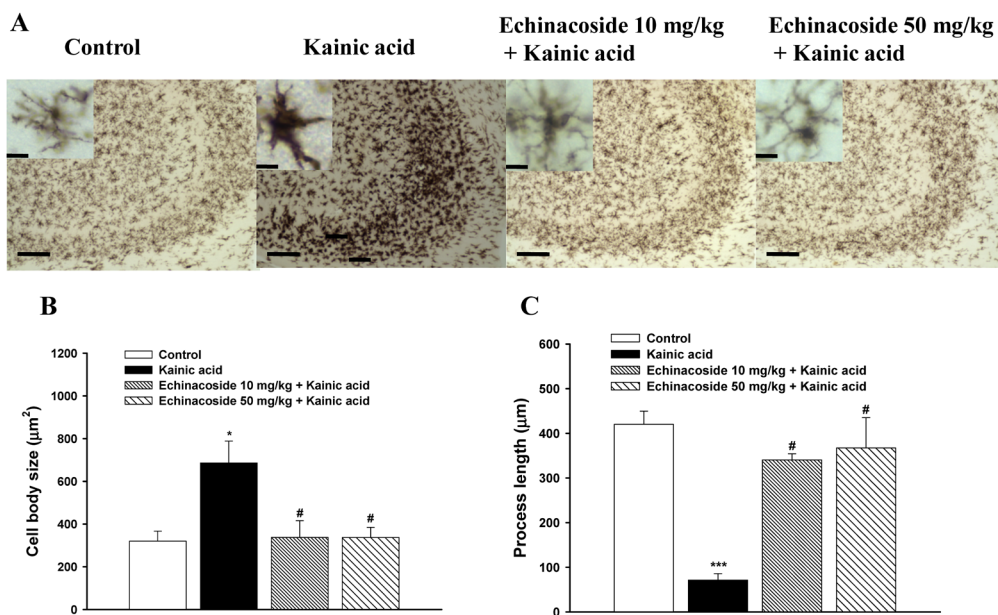 A
Control
Kainic acid
Echinacoside 10 mg/kg
+ Kainic acid
Echinacoside 50 mg/kg
+ Kainic acid
B
Control
Kainic acid
Echinacoside 10 mg/kg + Kainic acid
Echinacoside 50 mg/kg + Kainic acid
Cell body size (μm²)
1200
1000
800
600
400
200
0
*
#
#
C
Control
Kainic acid
Echinacoside 10 mg/kg + Kainic acid
Echinacoside 50 mg/kg + Kainic acid
Process length (μm)
600
500
400
300
200
100
0
***
#
#